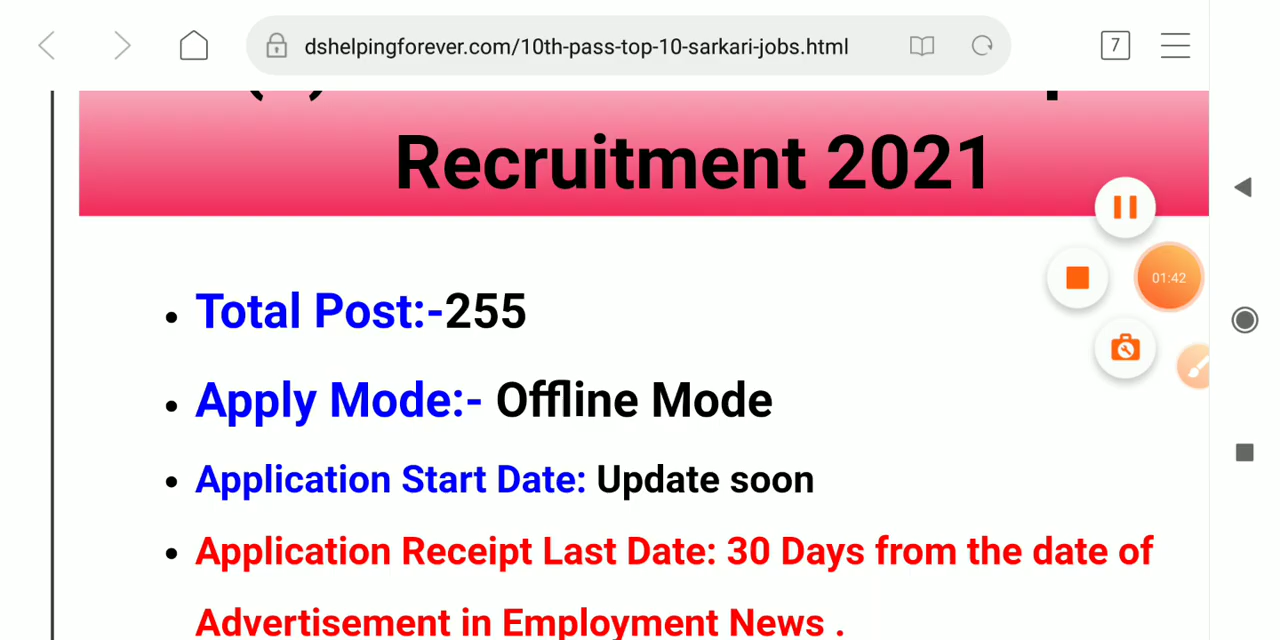 dshelpingforever.com/10th-pass-top-10-sarkari-jobs.html
7
Recruitment 2021
01:42
• Total Post:-255
• Apply Mode:- Offline Mode
• Application Start Date: Update soon
• Application Receipt Last Date: 30 Days from the date of
Advertisement in Employment News .